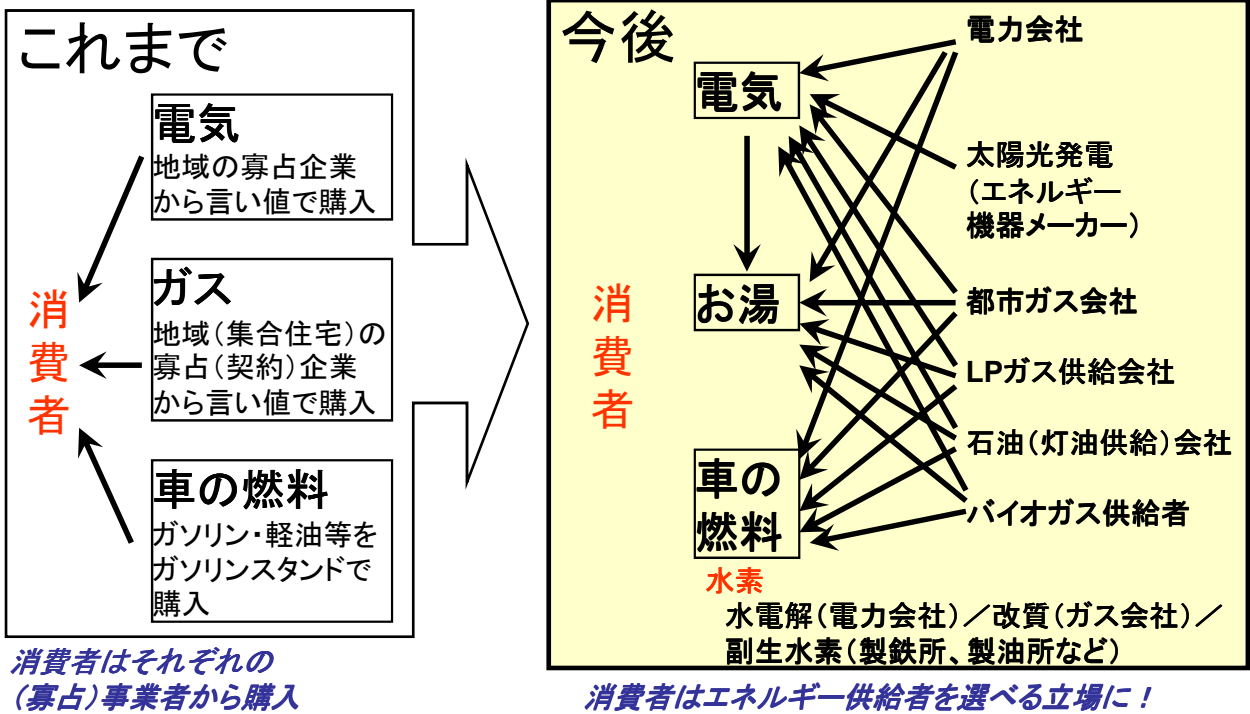 これまで
電気
地域の寡占企業
から言い値で購入
ガス
地域（集合住宅）の
寡占（契約）企業
から言い値で購入
車の燃料
ガソリン・軽油等を
ガソリンスタンドで
購入
消
費
者
消費者はそれぞれの
（寡占）事業者から購入
今後
電気
お湯
車の
燃料
水素
水電解（電力会社）／改質（ガス会社）／
副生水素（製鉄所、製油所など）
消
費
者
電力会社
太陽光発電
（エネルギー
機器メーカー）
都市ガス会社
LPガス供給会社
石油（灯油供給）会社
バイオガス供給者
消費者はエネルギー供給者を選べる立場に！